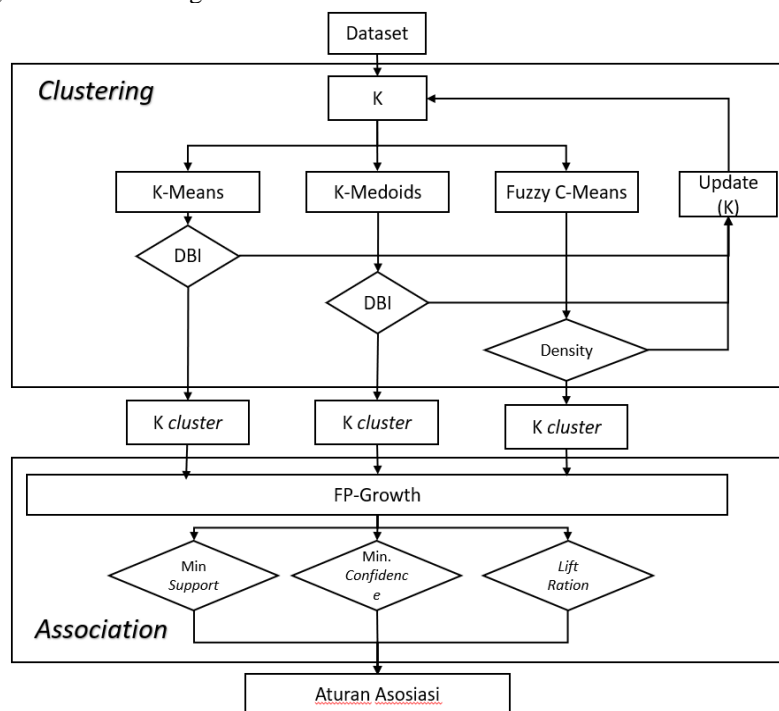 Dataset
Clustering
K
K-Means
K-Medoids
Fuzzy C-Means
Update
(K)
DBI
DBI
Density
K cluster
K cluster
K cluster
FP-Growth
Min
Support
Min.
Confidenc
e
Lift
Ration
Association
Aturan Asosiasi